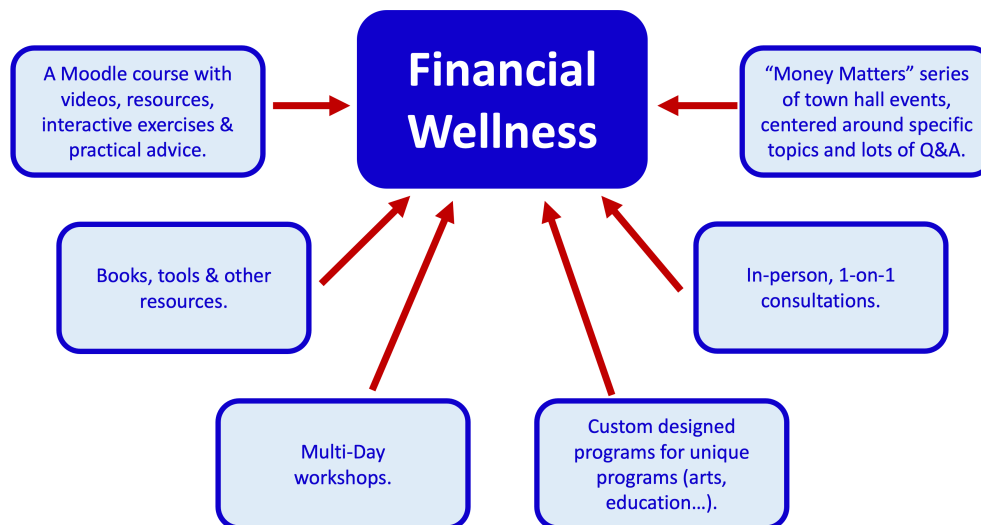 Financial
Wellness
A Moodle course with
videos, resources,
interactive exercises &
practical advice.
“Money Matters” series
of town hall events,
centered around specific
topics and lots of Q&A.
Books, tools & other
resources.
In-person, 1-on-1
consultations.
Multi-Day
workshops.
Custom designed
programs for unique
programs (arts,
education…).